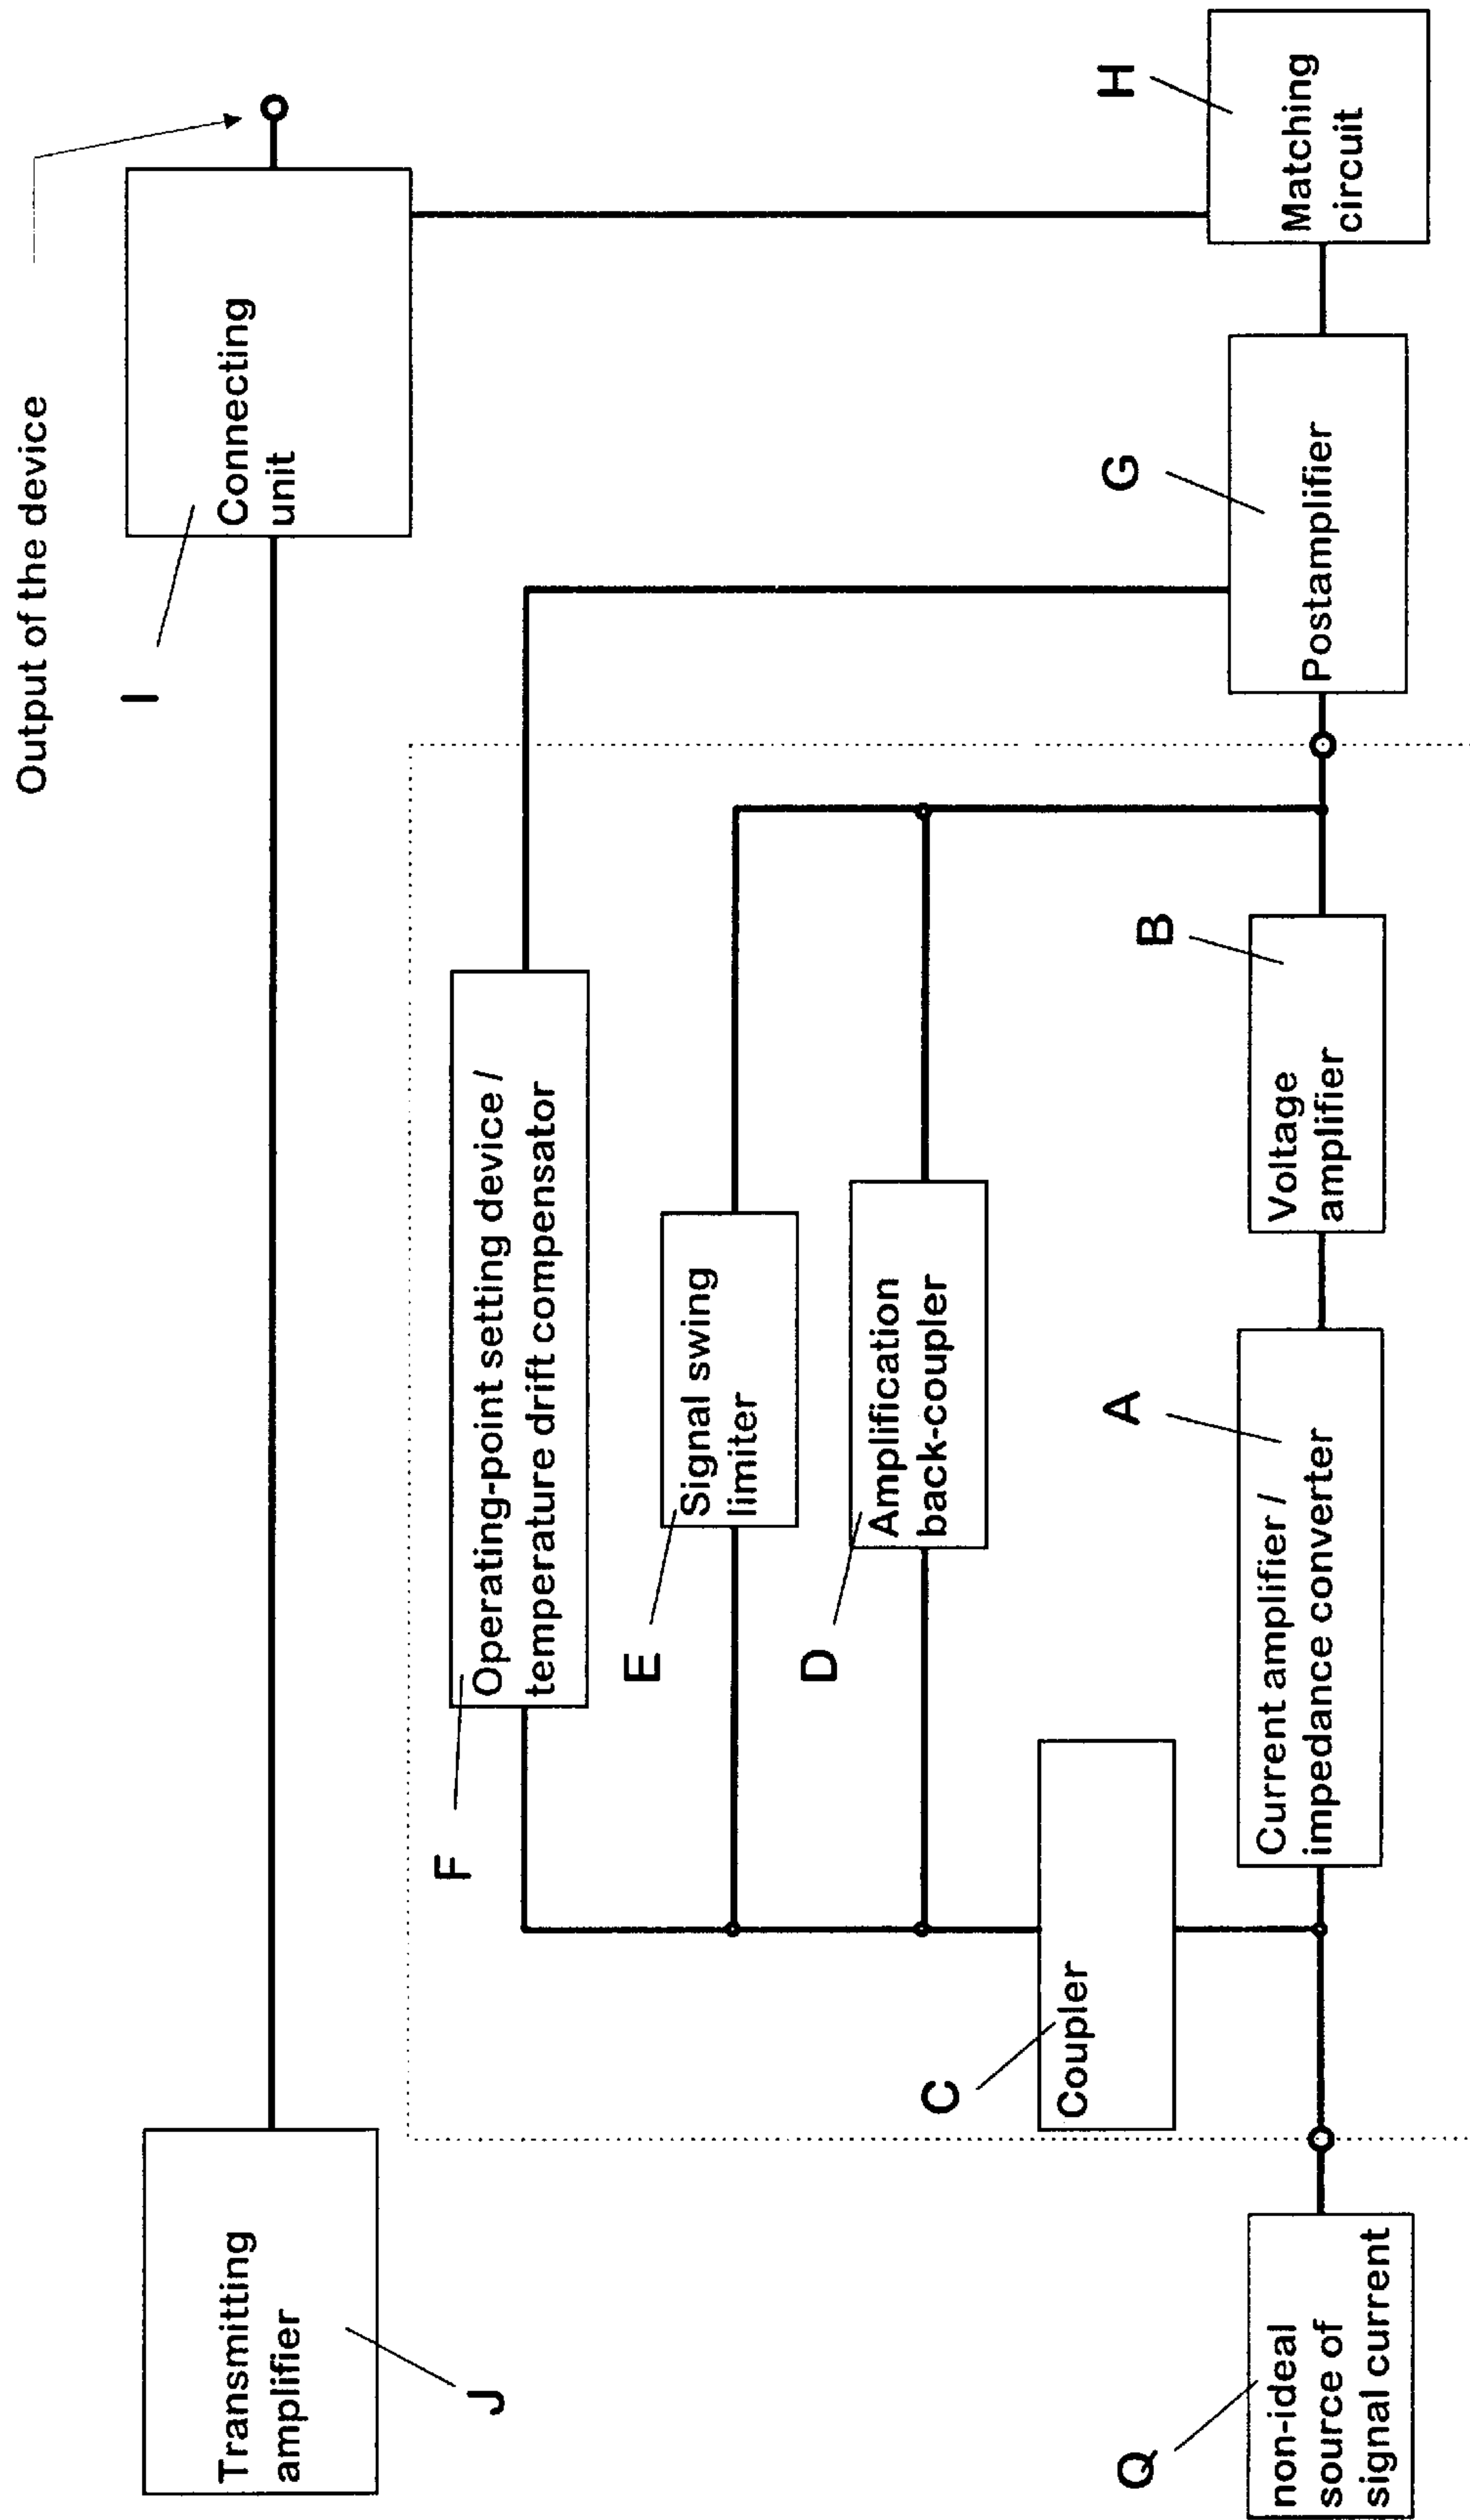 Output of the device
Transmitting
amplifier
J
I
Connecting
unit
F
Operating-point setting device /
temperature drift compensator
E
Signal swing
limiter
D
Amplification
back-coupler
C
Coupler
Q
non-ideal
source of
signal current
A
Current amplifier /
impedance converter
B
Voltage
amplifier
G
Postamplifier
H
Matching
circuit